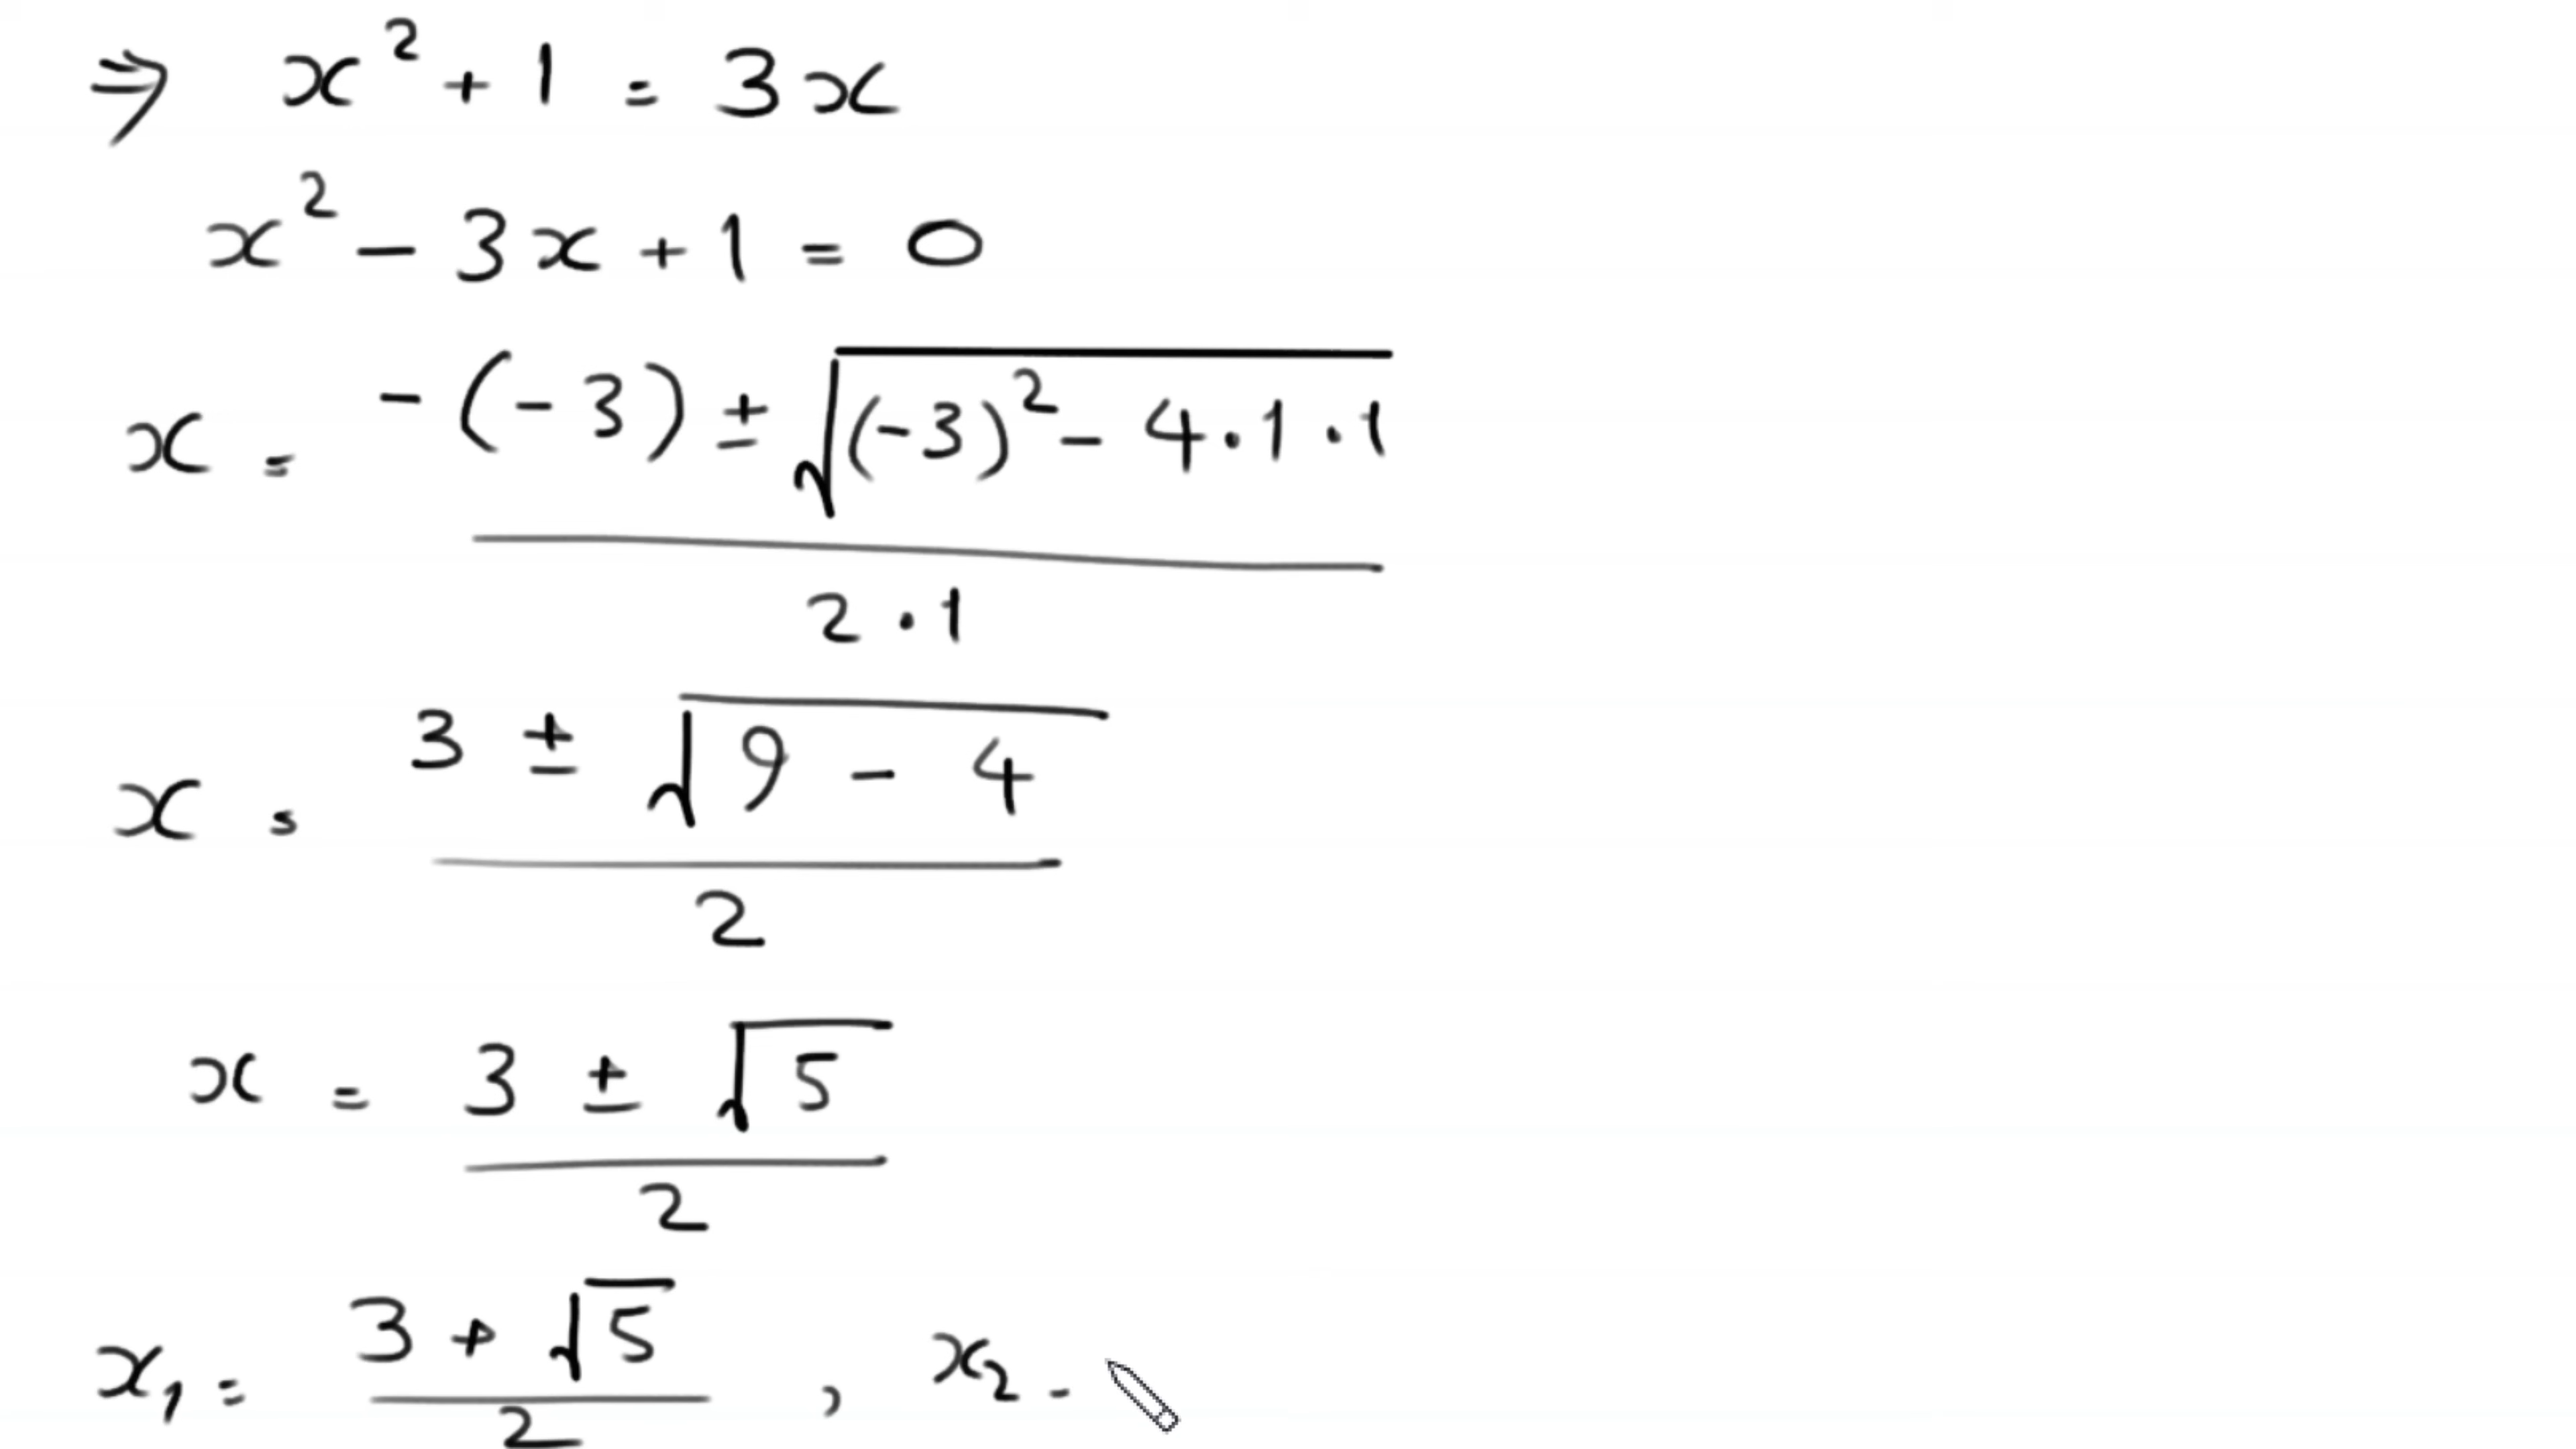 ⇒ x² + 1 = 3x
x² - 3x + 1 = 0
x = (-(-3) ± √((-3)² - 4·1·1)) / (2·1)
x = (3 ± √(9 - 4)) / 2
x = (3 ± √5) / 2
x₁ = (3 + √5) / 2 , x₂ -